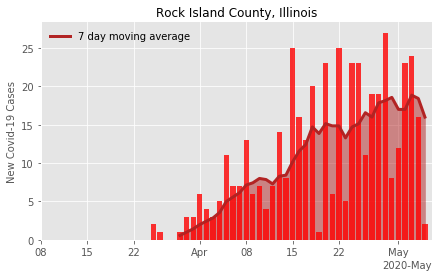 Rock Island County, Illinois
7 day moving average
New Covid-19 Cases
25
20
15
10
5
0
08 15 22 Apr 08 15 22 May
2020-May